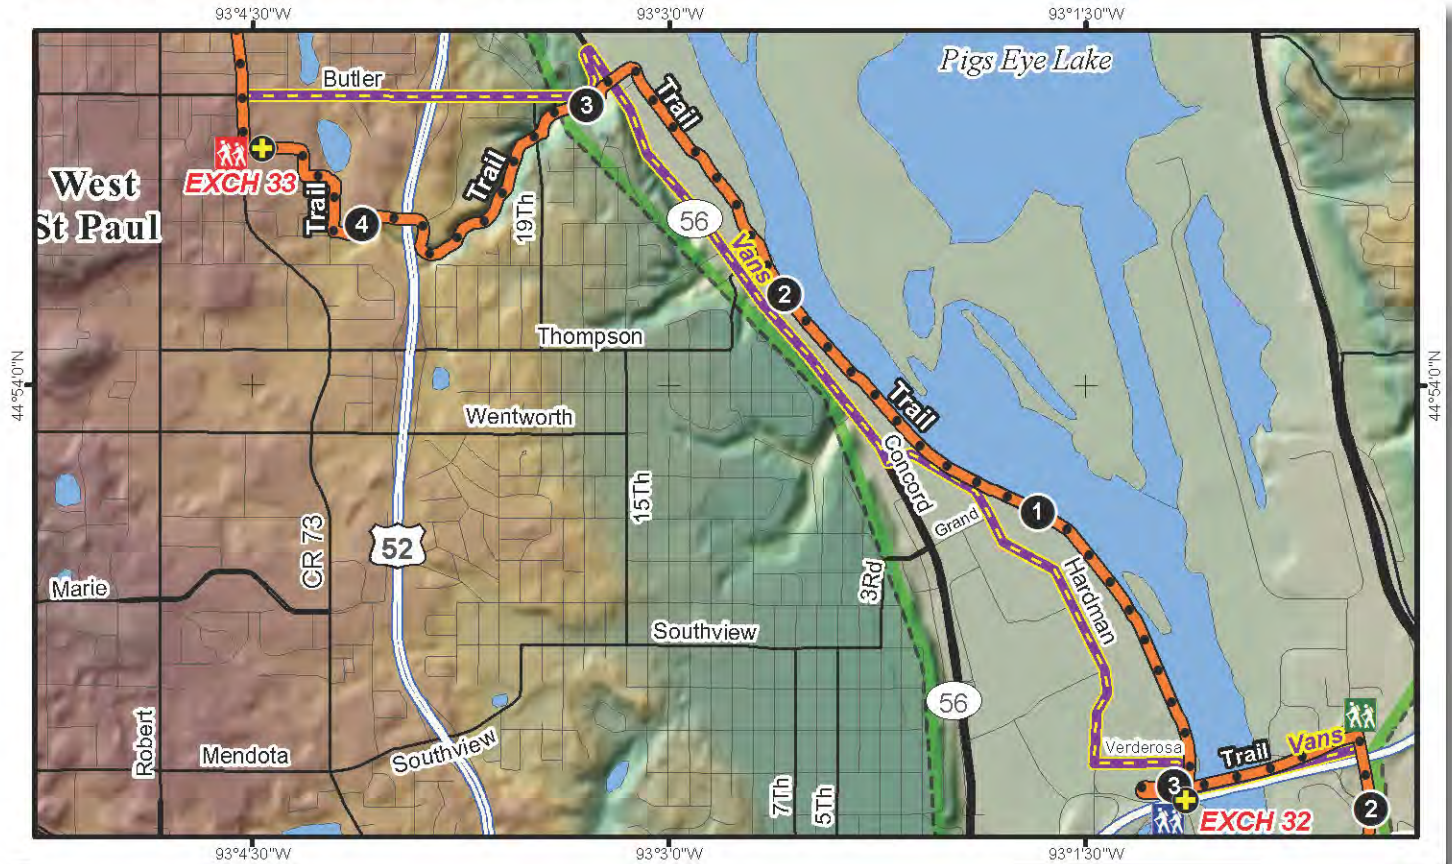 93°4'30"W
93°3'0"W
93°1'30"W
Pigs Eye Lake
Butler
3
Trail
EXCH 33
West
St Paul
Trail
Trail
4
19Th
56
Vans
2
Thompson
44°54'0"N
44°54'0"N
Trail
Wentworth
Concord
15Th
1
Grand
52
CR 73
Marie
3Rd
Hardman
Southview
56
Robert
Mendota
Southview
Verderosa
Trail
Vans
7Th
5Th
3
EXCH 32
2
93°4'30"W
93°3'0"W
93°1'30"W